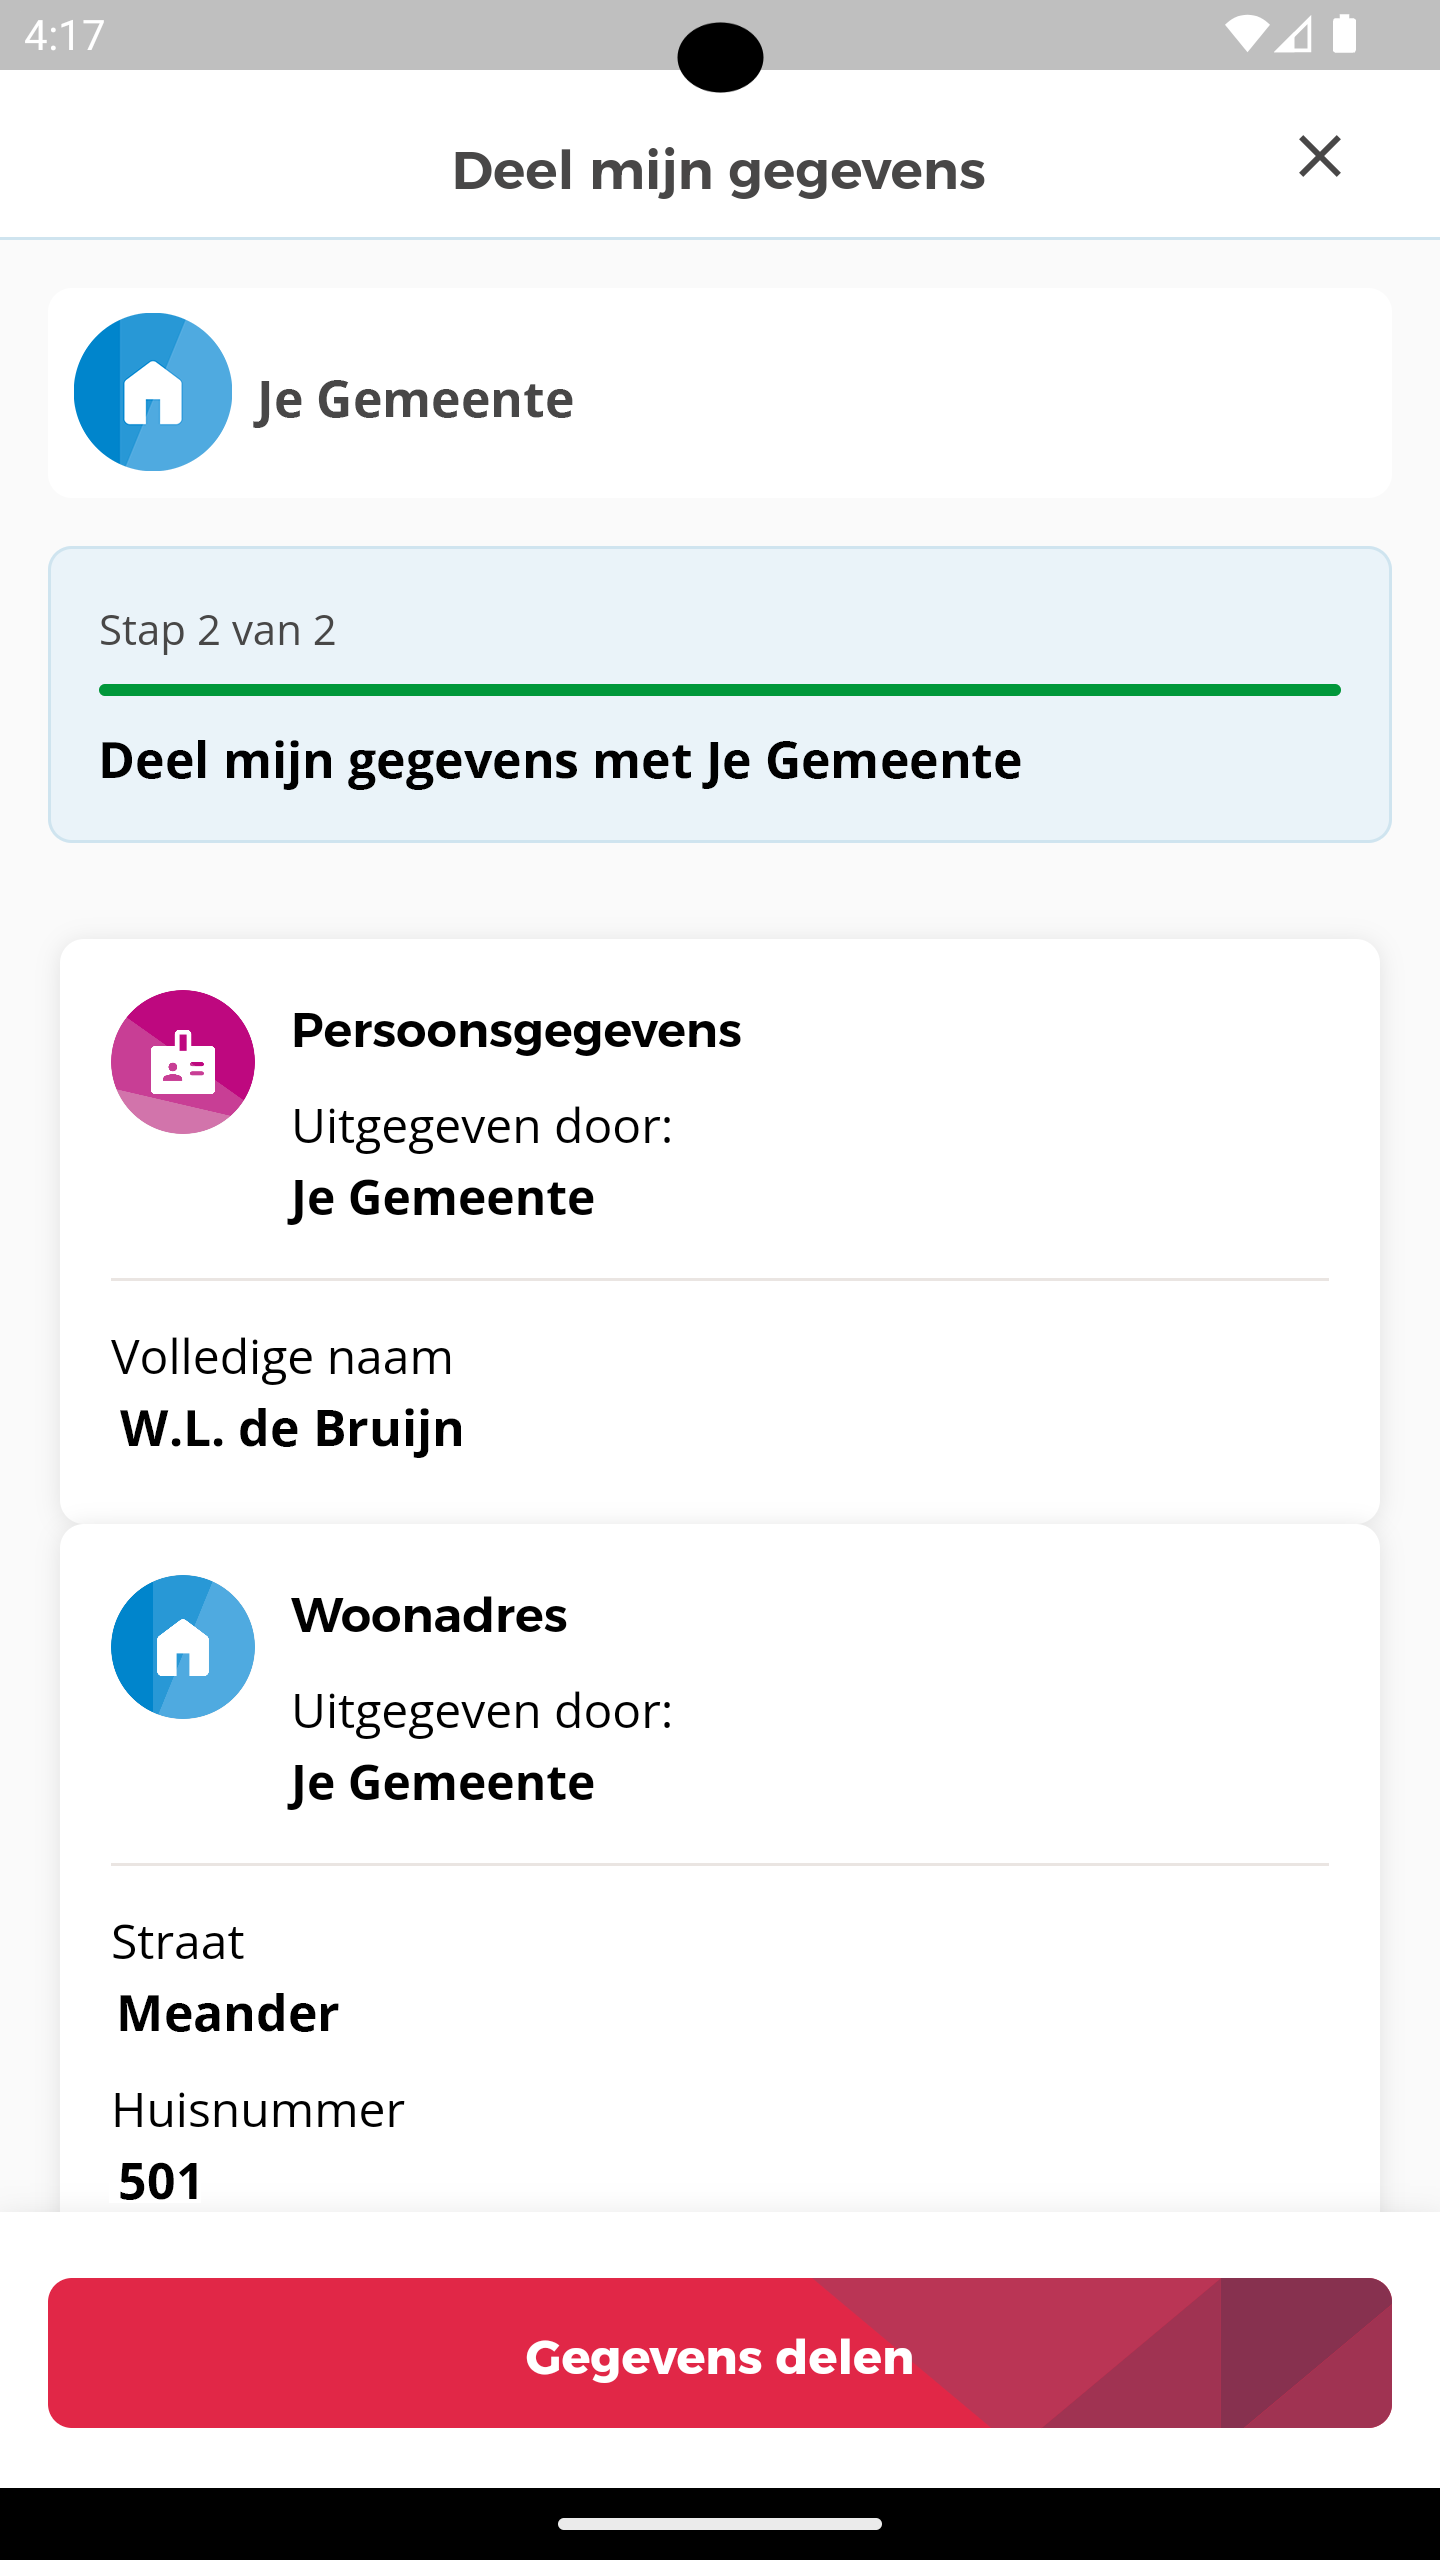 4:17
Deel mijn gegevens
Je Gemeente
Stap 2 van 2
Deel mijn gegevens met Je Gemeente
Persoonsgegevens
Uitgegeven door:
Je Gemeente
Volledige naam
W.L. de Bruijn
Woonadres
Uitgegeven door:
Je Gemeente
Straat
Meander
Huisnummer
501
Gegevens delen